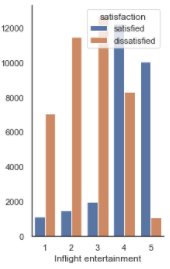 satisfaction
satisfied
dissatisfied
12000
10000
8000
6000
4000
2000
0
1 2 3 4 5
Inflight entertainment